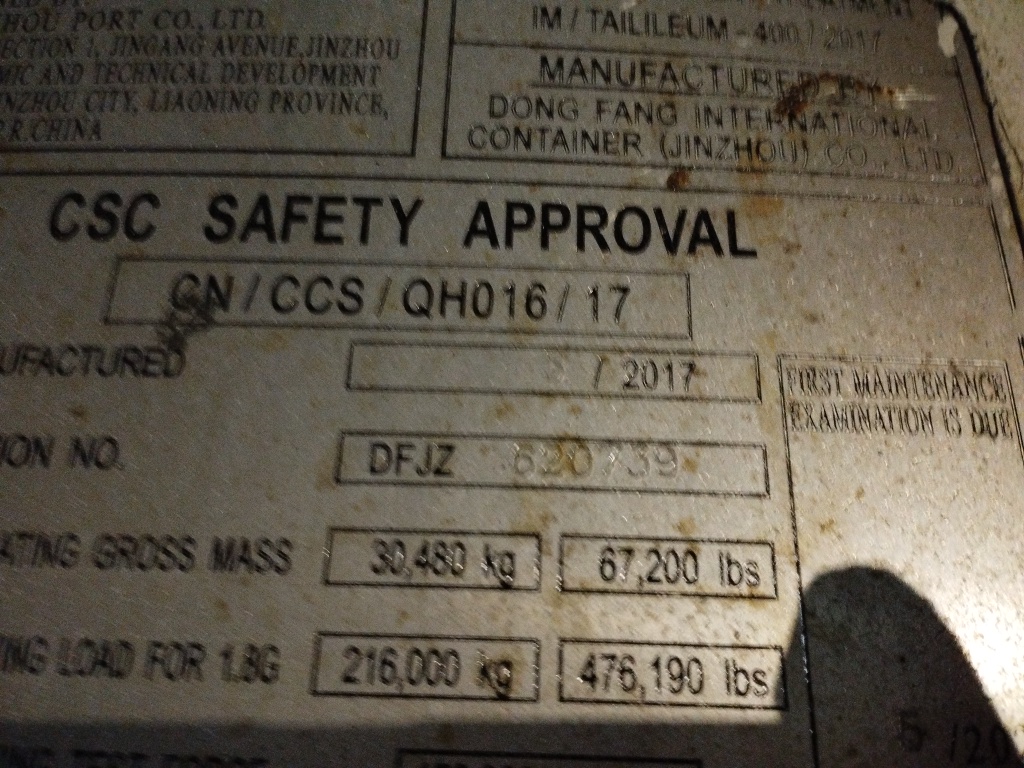 HOU PORT CO., LTD.
ECTION 1, JINGANG AVENUE, JINZHOU
MIC AND TECHNICAL DEVELOPMENT
NZHOU CITY, LIAONING PROVINCE,
P.R.CHINA
IM / TAILILEUM - 400 / 2017
MANUFACTURED BY
DONG FANG INTERNATIONAL
CONTAINER (JINZHOU) CO., LTD
CSC SAFETY APPROVAL
CN / CCS / QH016 / 17
UFACTURED / 2017
ION NO. DFJZ 620739
ATING GROSS MASS 30,480 kg 67,200 lbs
ING LOAD FOR 1.8G 216,000 kg 476,190 lbs
FIRST MAINTENANCE
EXAMINATION IS DUE